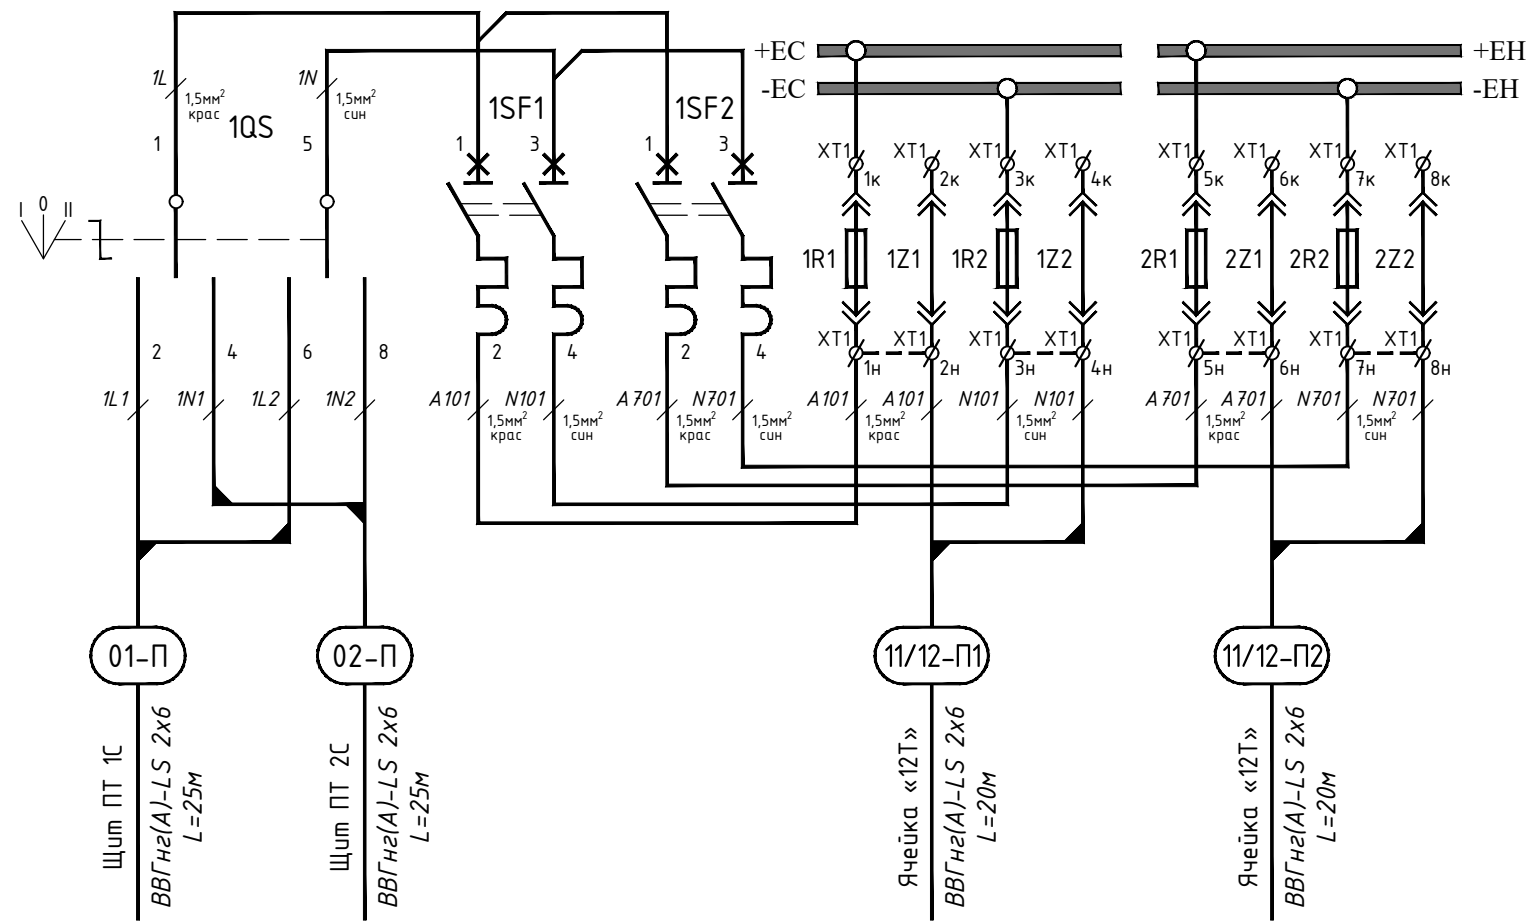 +EC
+EH
-EC
-EH
1L
1,5мм²
крас
1N
1,5мм²
син
1QS
1SF1
1SF2
1
5
1
3
1
3
XT1
XT1
XT1
XT1
XT1
XT1
XT1
XT1
1к
2к
3к
4к
5к
6к
7к
8к
I
0
II
1R1
1Z1
1R2
1Z2
2R1
2Z1
2R2
2Z2
XT1
XT1
XT1
XT1
XT1
XT1
XT1
XT1
2
4
6
8
2
4
2
4
1н
2н
3н
4н
5н
6н
7н
8н
1L1
1N1
1L2
1N2
A101
N101
A701
N701
A101
A101
N101
N101
A701
A701
N701
N701
1,5мм²
крас
1,5мм²
син
1,5мм²
крас
1,5мм²
син
1,5мм²
крас
1,5мм²
син
1,5мм²
крас
1,5мм²
син
01-П
02-П
11/12-П1
11/12-П2
Щит ПТ 1С
ВВГнг(А)-LS 2x6
L=25м
Щит ПТ 2С
ВВГнг(А)-LS 2x6
L=25м
Ячейка «12Т»
ВВГнг(А)-LS 2x6
L=20м
Ячейка «12Т»
ВВГнг(А)-LS 2x6
L=20м